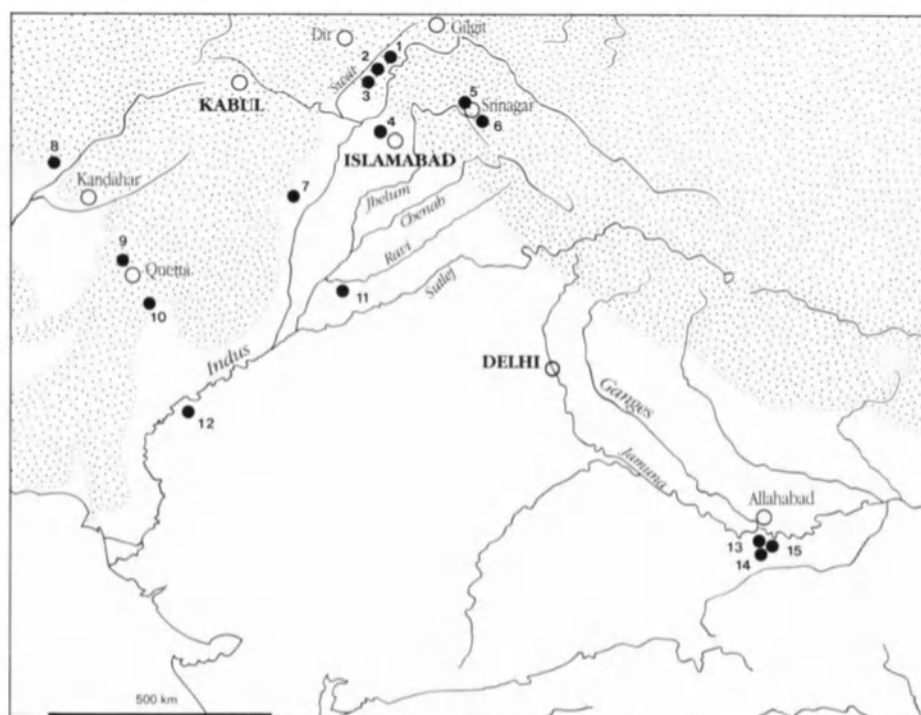 Gilgit
Dir
1
2
3
Swat
KABUL
5
Srinagar
6
4
ISLAMABAD
8
Kandahar
7
Jhelum
Chenab
Ravi
9
Quetta
10
11
Sutlej
Indus
DELHI
12
Ganges
Jamuna
Allahabad
13
15
14
500 km